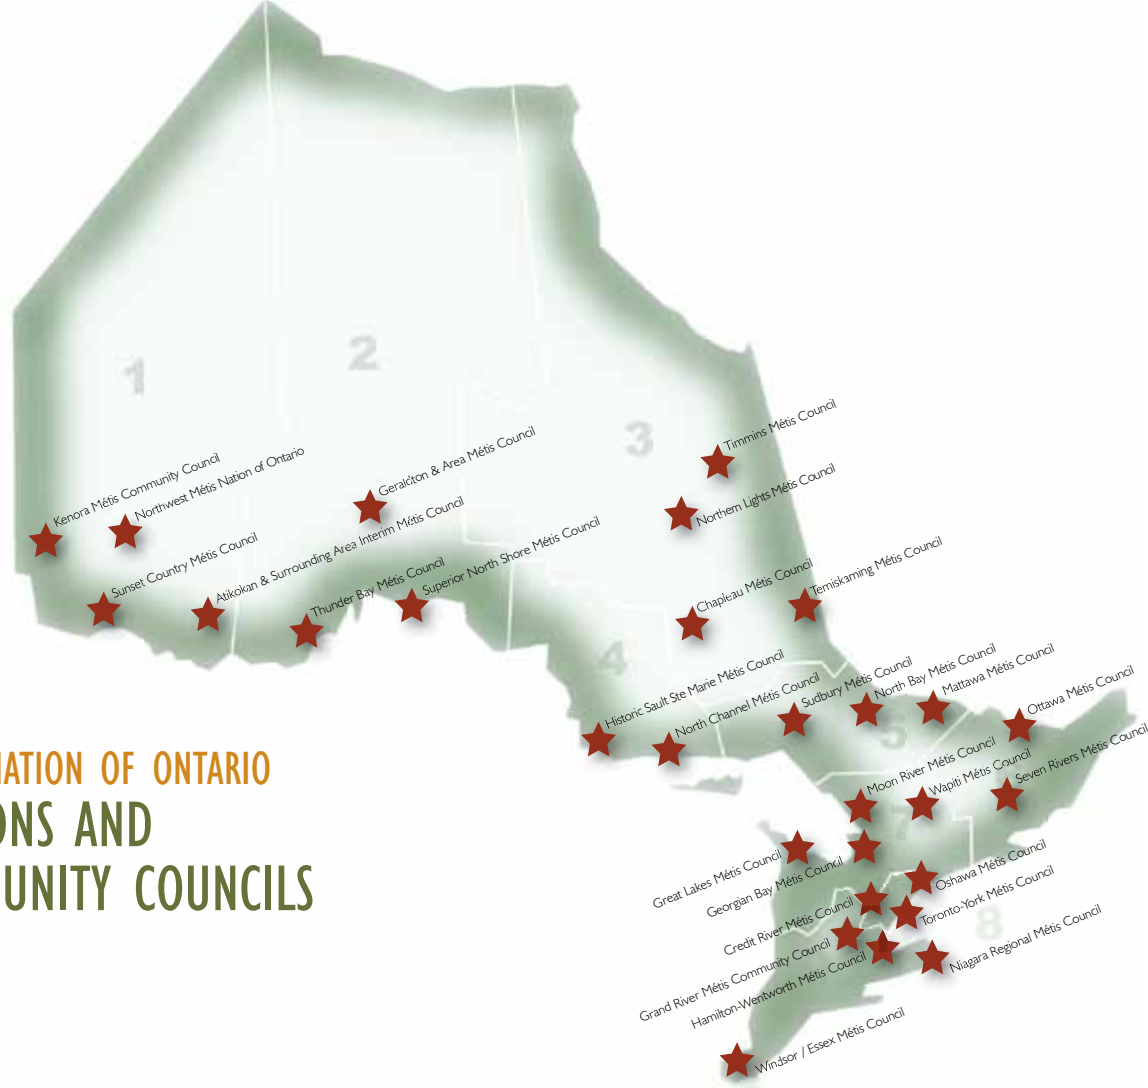 1
2
3
Timmins Métis Council
Geraldton & Area Métis Council
Kenora Métis Community Council
Northwest Métis Nation of Ontario
Northern Lights Métis Council
Atikokan & Surrounding Area Interim Métis Council
Superior North Shore Métis Council
Sunset Country Métis Council
Thunder Bay Métis Council
Chapleau Métis Council
Temiskaming Métis Council
4
Historic Sault Ste Marie Métis Council
North Channel Métis Council
Sudbury Métis Council
North Bay Métis Council
Mattawa Métis Council
Ottawa Métis Council
5
Moon River Métis Council
Wapiti Métis Council
Seven Rivers Métis Council
7
ATION OF ONTARIO
ONS AND
UNITY COUNCILS
Great Lakes Métis Council
Georgian Bay Métis Council
Oshawa Métis Council
Credit River Métis Council
Toronto-York Métis Council
8
Grand River Métis Community Council
Hamilton-Wentworth Métis Council
Niagara Regional Métis Council
Windsor / Essex Métis Council